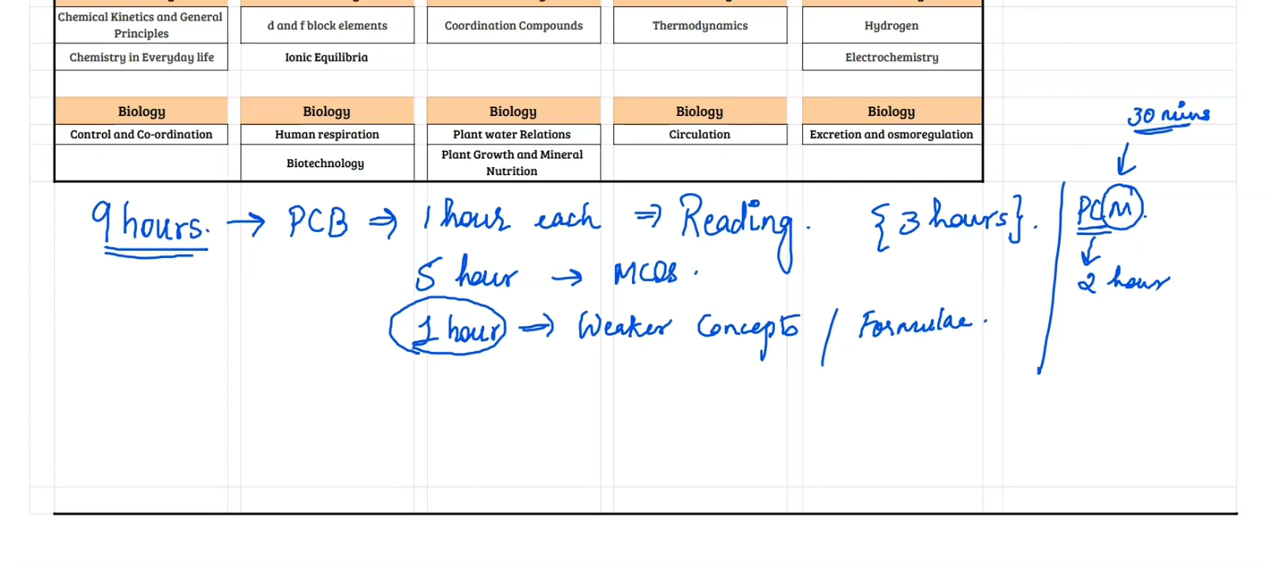 Chemical Kinetics and General Principles
d and f block elements
Coordination Compounds
Thermodynamics
Hydrogen
Chemistry in Everyday life
Ionic Equilibria
Electrochemistry
Biology Biology Biology Biology Biology
Control and Co-ordination
Human respiration
Plant water Relations
Circulation
Excretion and osmoregulation
Biotechnology
Plant Growth and Mineral
Nutrition
30 mins
9 hours. → PCB ⇒ 1 hour each ⇒ Reading. {3 hours}.
PCM.
5 hour → MCQs.
2 hour
1 hour ⇒ Weaker Concepts / Formulae.